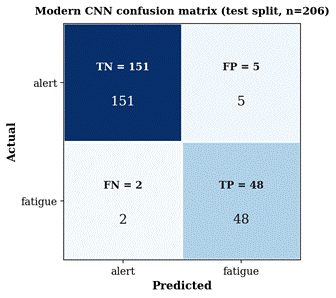 Modern CNN confusion matrix (test split, n=206)
Actual
alert
TN = 151
FP = 5
151
5
fatigue
FN = 2
TP = 48
2
48
alert
fatigue
Predicted